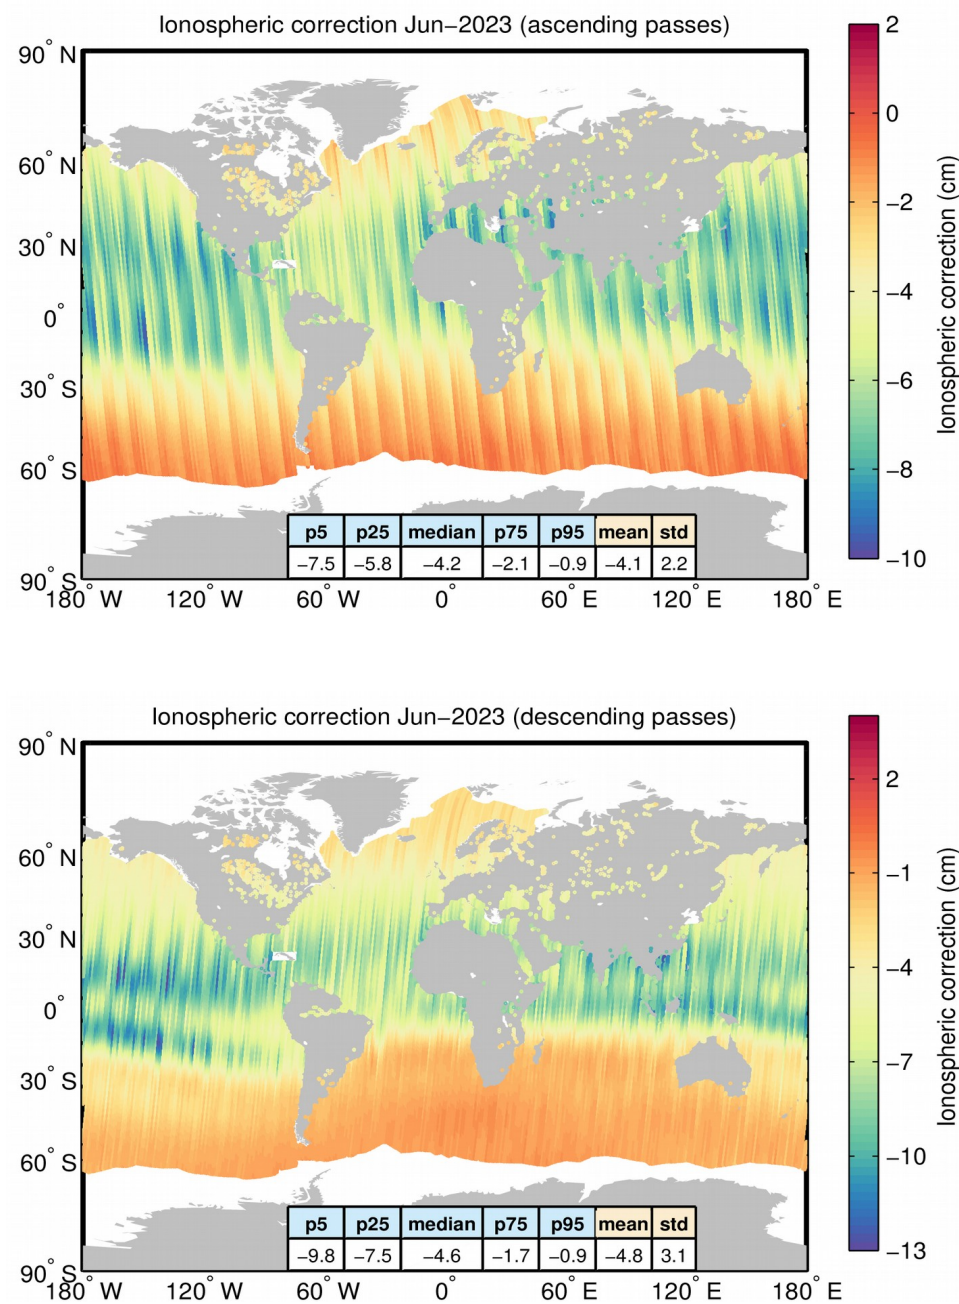 Ionospheric correction Jun−2023 (ascending passes)
90° N
60° N
30° N
0°
30° S
60° S
90° S
180° W 120° W 60° W 0° 60° E 120° E 180° E
p5 p25 median p75 p95 mean std
−7.5 −5.8 −4.2 −2.1 −0.9 −4.1 2.2
2
0
−2
−4
−6
−8
−10
Ionospheric correction (cm)
Ionospheric correction Jun−2023 (descending passes)
90° N
60° N
30° N
0°
30° S
60° S
90° S
180° W 120° W 60° W 0° 60° E 120° E 180° E
p5 p25 median p75 p95 mean std
−9.8 −7.5 −4.6 −1.7 −0.9 −4.8 3.1
2
−1
−4
−7
−10
−13
Ionospheric correction (cm)